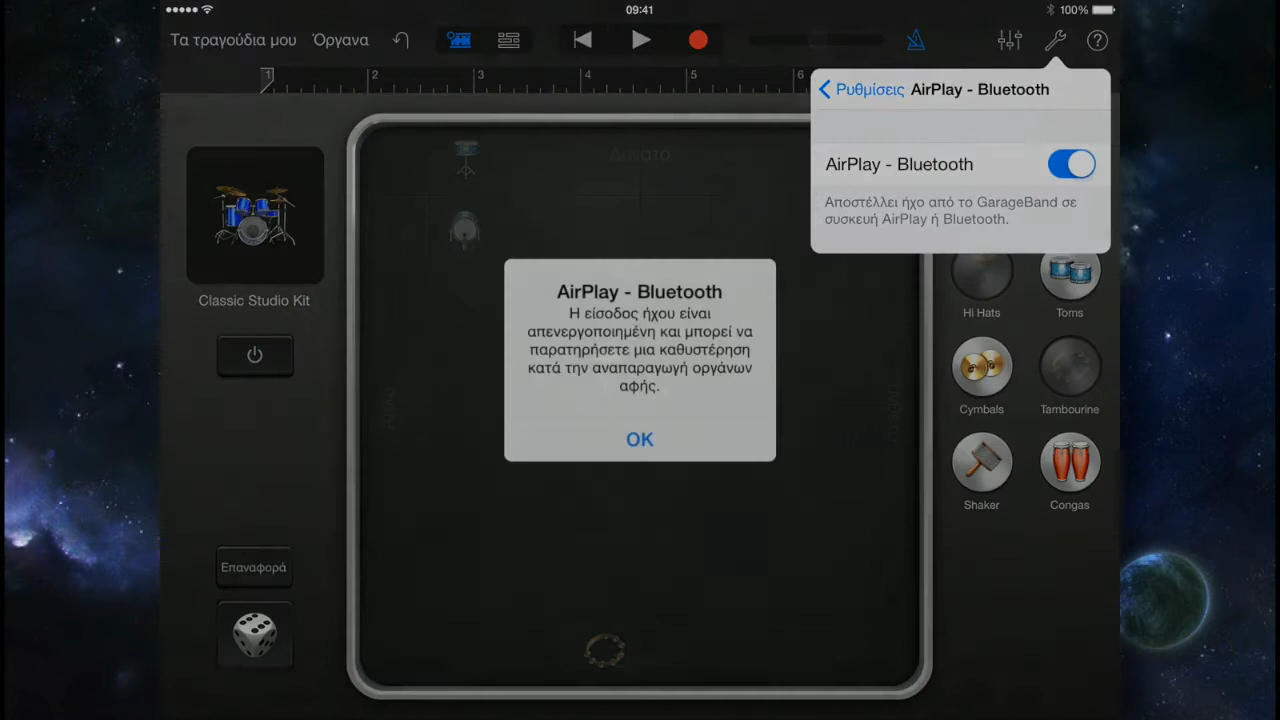 09:41
100%
Τα τραγούδια μου Όργανα
1 2 3 4 5 6
Ρυθμίσεις AirPlay - Bluetooth
AirPlay - Bluetooth
Αποστέλλει ήχο από το GarageBand σε
συσκευή AirPlay ή Bluetooth.
Δυνατό
Classic Studio Kit
AirPlay - Bluetooth
Η είσοδος ήχου είναι
απενεργοποιημένη και μπορεί να
παρατηρήσετε μια καθυστέρηση
κατά την αναπαραγωγή οργάνων
αφής.
OK
Hi Hats Toms
Cymbals Tambourine
Shaker Congas
Επαναφορά